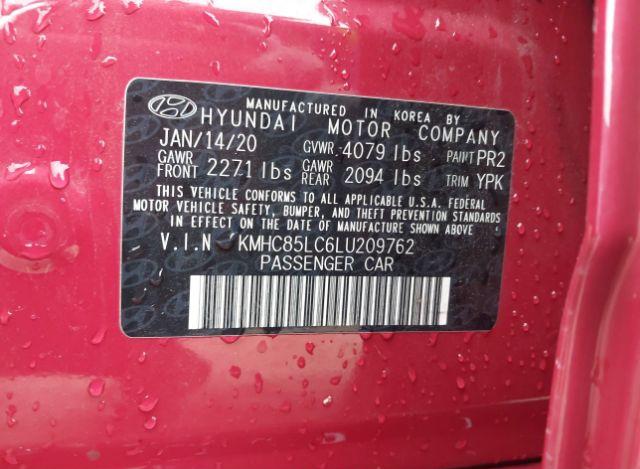 MANUFACTURED IN KOREA BY
HYUNDAI MOTOR COMPANY
JAN/14/20 GVWR 4079 lbs PAINT PR2
GAWR FRONT 2271 lbs GAWR REAR 2094 lbs TRIM YPK
THIS VEHICLE CONFORMS TO ALL APPLICABLE U.S.A. FEDERAL
MOTOR VEHICLE SAFETY, BUMPER, AND THEFT PREVENTION STANDARDS
IN EFFECT ON THE DATE OF MANUFACTURE SHOWN ABOVE
V.I.N KMHC85LC6LU209762
PASSENGER CAR